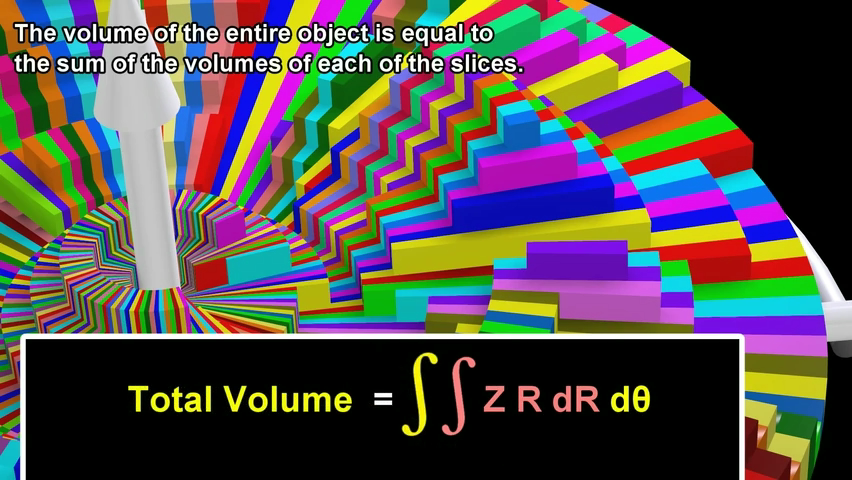 The volume of the entire object is equal to
the sum of the volumes of each of the slices.
Total Volume = ∫ ∫ Z R dR dθ